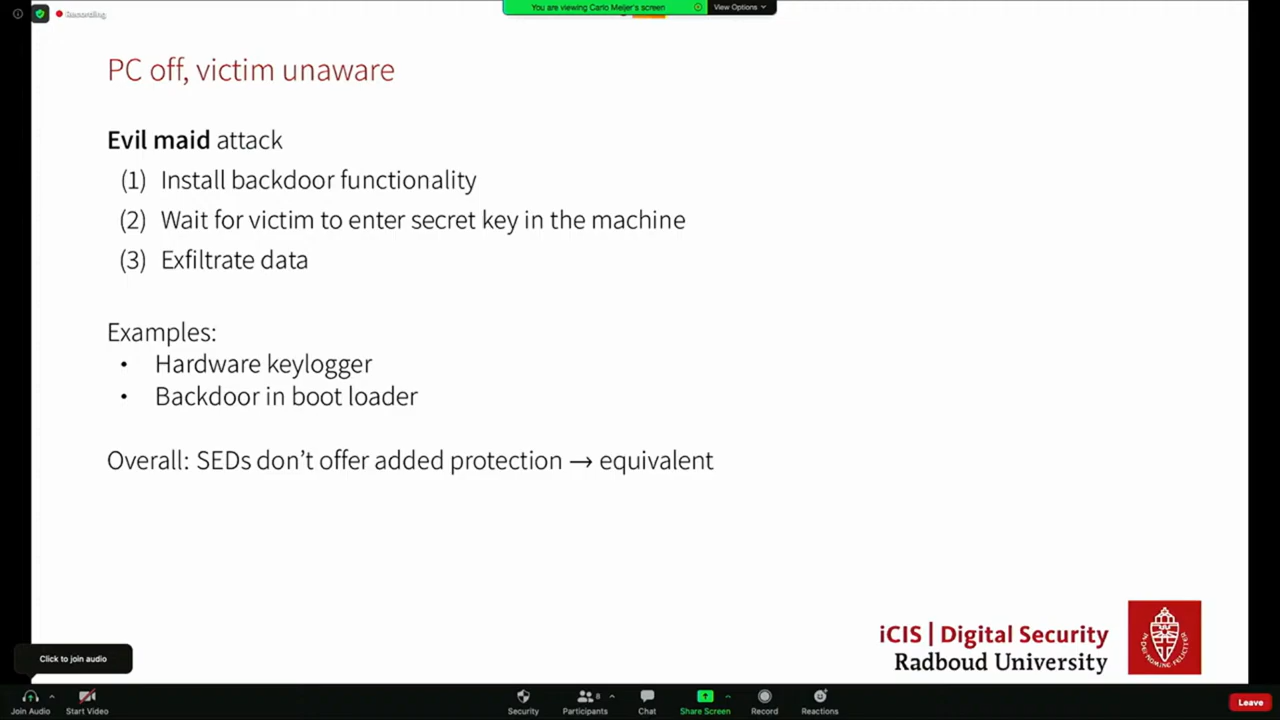 Recording
You are viewing Carlo Meijer's screen
View Options
PC off, victim unaware
Evil maid attack
(1) Install backdoor functionality
(2) Wait for victim to enter secret key in the machine
(3) Exfiltrate data
Examples:
• Hardware keylogger
• Backdoor in boot loader
Overall: SEDs don't offer added protection → equivalent
iCIS | Digital Security
Radboud University
Click to join audio
Join Audio
Start Video
Security
Participants
8
Chat
Share Screen
Record
Reactions
Leave